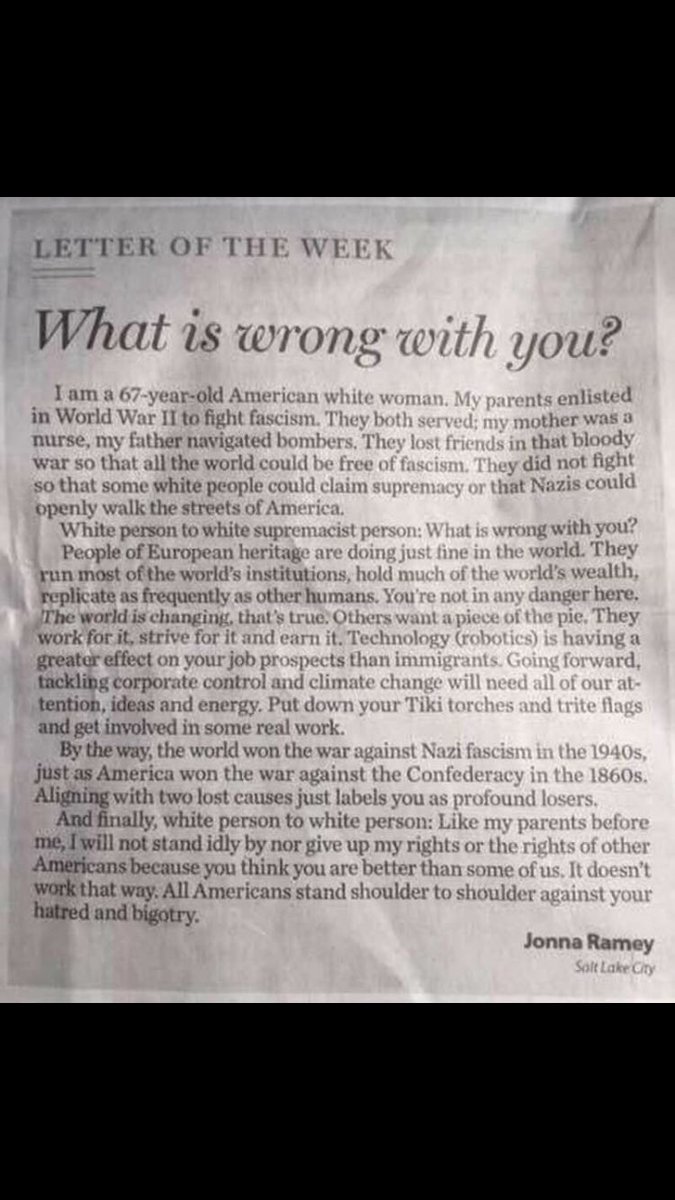 LETTER OF THE WEEK
What is wrong with you?
I am a 67-year-old American white woman. My parents enlisted
in World War II to fight fascism. They both served; my mother was a
nurse, my father navigated bombers. They lost friends in that bloody
war so that all the world could be free of fascism. They did not fight
so that some white people could claim supremacy or that Nazis could
openly walk the streets of America.
White person to white supremacist person: What is wrong with you?
People of European heritage are doing just fine in the world. They
run most of the world's institutions, hold much of the world's wealth,
replicate as frequently as other humans. You're not in any danger here.
The world is changing, that's true. Others want a piece of the pie. They
work for it, strive for it and earn it. Technology (robotics) is having a
greater effect on your job prospects than immigrants. Going forward,
tackling corporate control and climate change will need all of our at-
tention, ideas and energy. Put down your Tiki torches and trite flags
and get involved in some real work.
By the way, the world won the war against Nazi fascism in the 1940s,
just as America won the war against the Confederacy in the 1860s.
Aligning with two lost causes just labels you as profound losers.
And finally, white person to white person: Like my parents before
me, I will not stand idly by nor give up my rights or the rights of other
Americans because you think you are better than some of us. It doesn't
work that way. All Americans stand shoulder to shoulder against your
hatred and bigotry.
Jonna Ramey
Salt Lake City